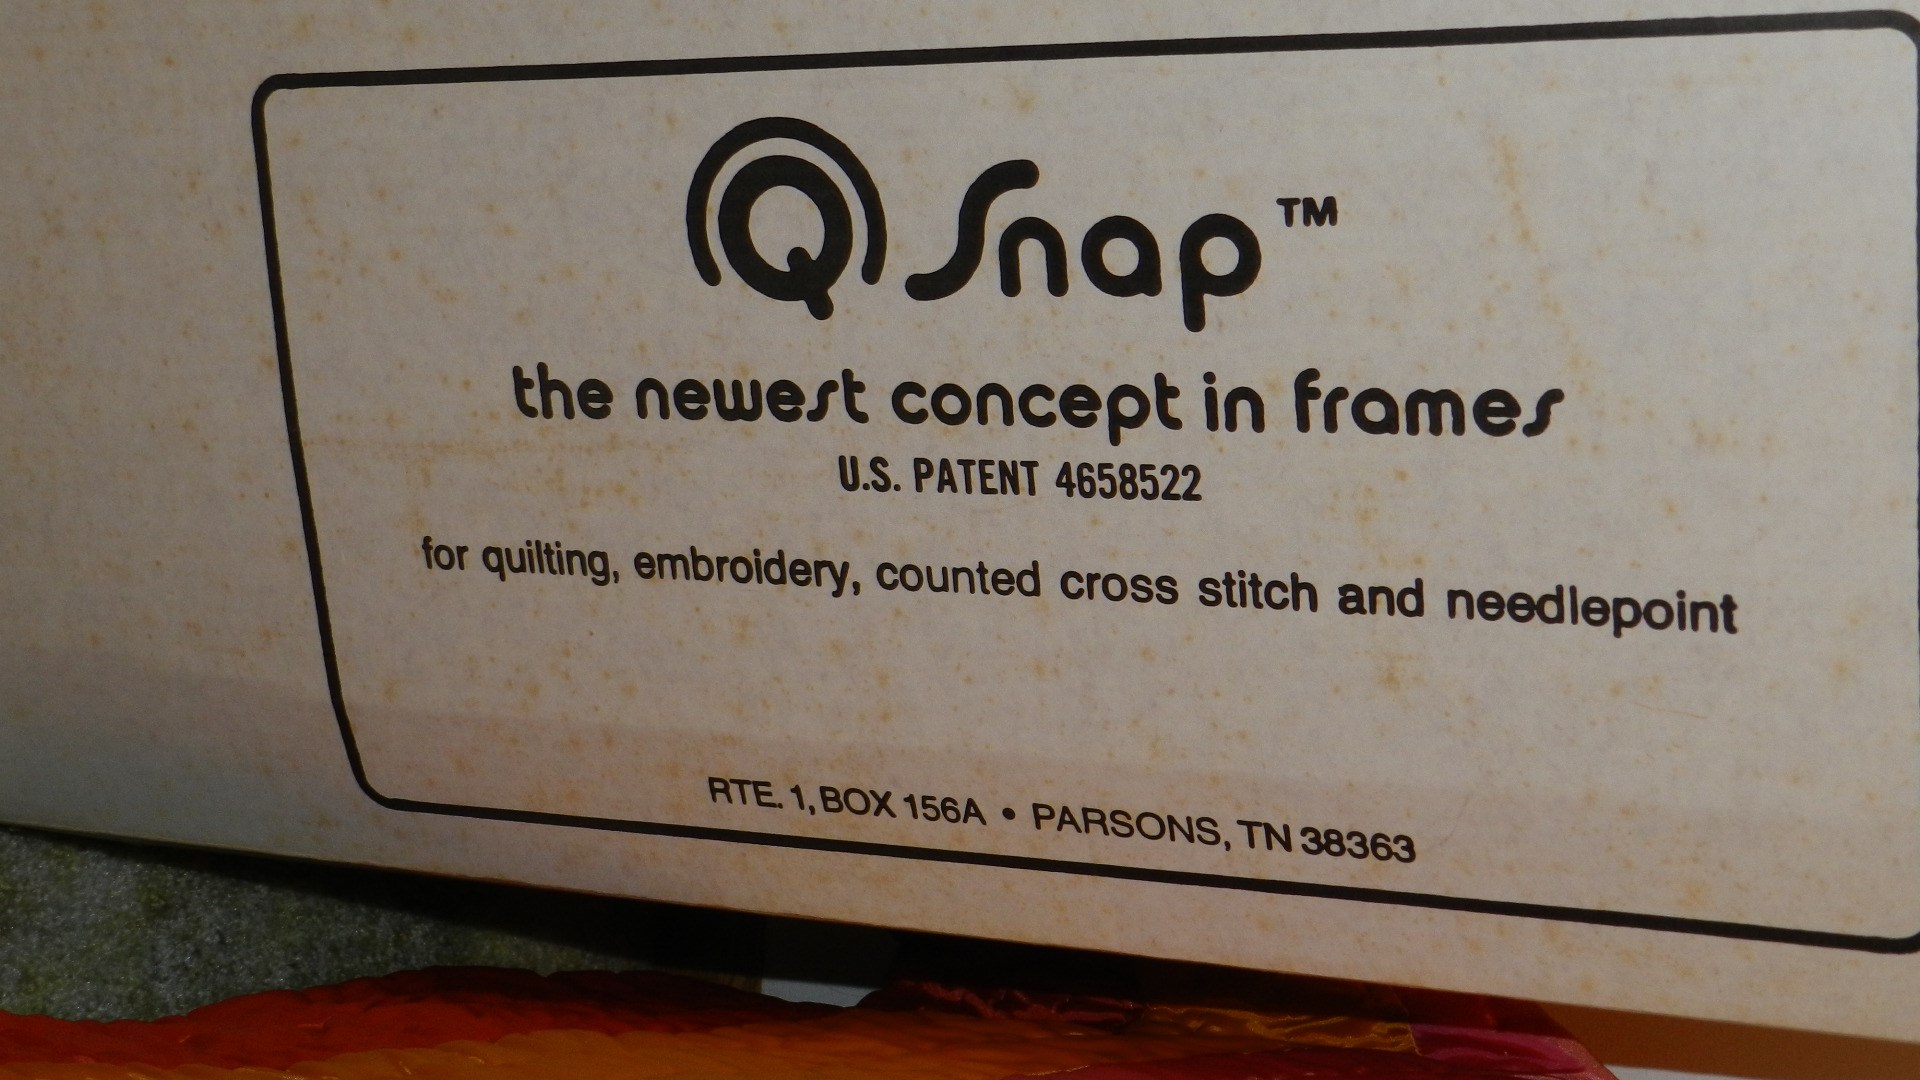 Q Snap™
the newest concept in frames
U.S. PATENT 4658522
for quilting, embroidery, counted cross stitch and needlepoint
RTE. 1, BOX 156A • PARSONS, TN 38363